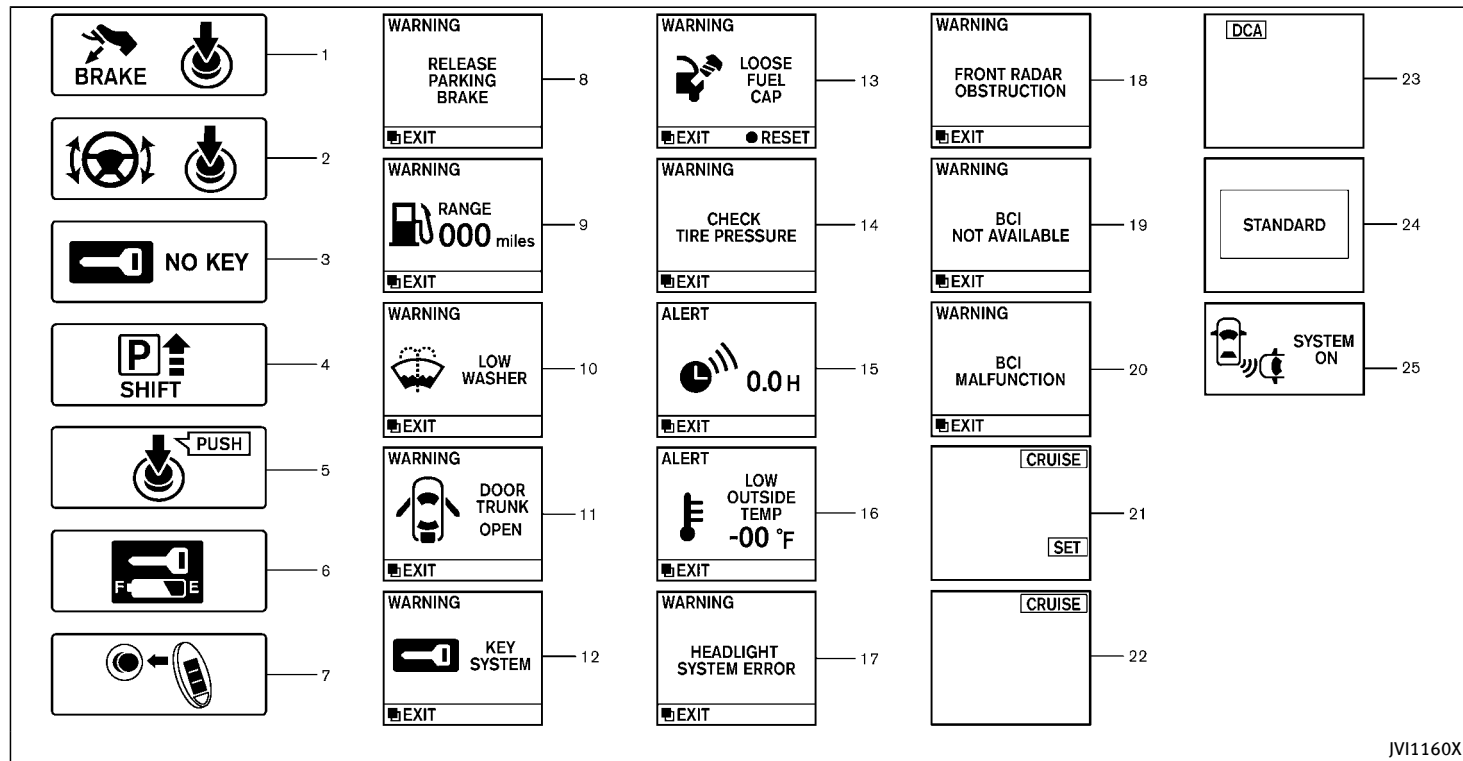 BRAKE
1
2
NO KEY
3
P
SHIFT
4
PUSH
5
F E
6
7
WARNING
RELEASE
PARKING
BRAKE
EXIT
8
WARNING
RANGE
000 miles
EXIT
9
WARNING
LOW
WASHER
EXIT
10
WARNING
DOOR
TRUNK
OPEN
EXIT
11
WARNING
KEY
SYSTEM
EXIT
12
WARNING
LOOSE
FUEL
CAP
EXIT RESET
13
WARNING
CHECK
TIRE PRESSURE
EXIT
14
ALERT
0.0 H
EXIT
15
ALERT
LOW
OUTSIDE
TEMP
-00 °F
EXIT
16
WARNING
HEADLIGHT
SYSTEM ERROR
EXIT
17
WARNING
FRONT RADAR
OBSTRUCTION
EXIT
18
WARNING
BCI
NOT AVAILABLE
EXIT
19
WARNING
BCI
MALFUNCTION
EXIT
20
CRUISE
SET
21
CRUISE
22
DCA
23
STANDARD
24
SYSTEM
ON
25
JVI1160X